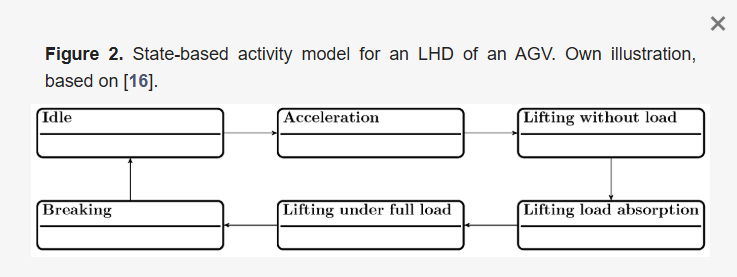 Figure 2. State-based activity model for an LHD of an AGV. Own illustration,
based on [16].
Idle
Acceleration
Lifting without load
Breaking
Lifting under full load
Lifting load absorption